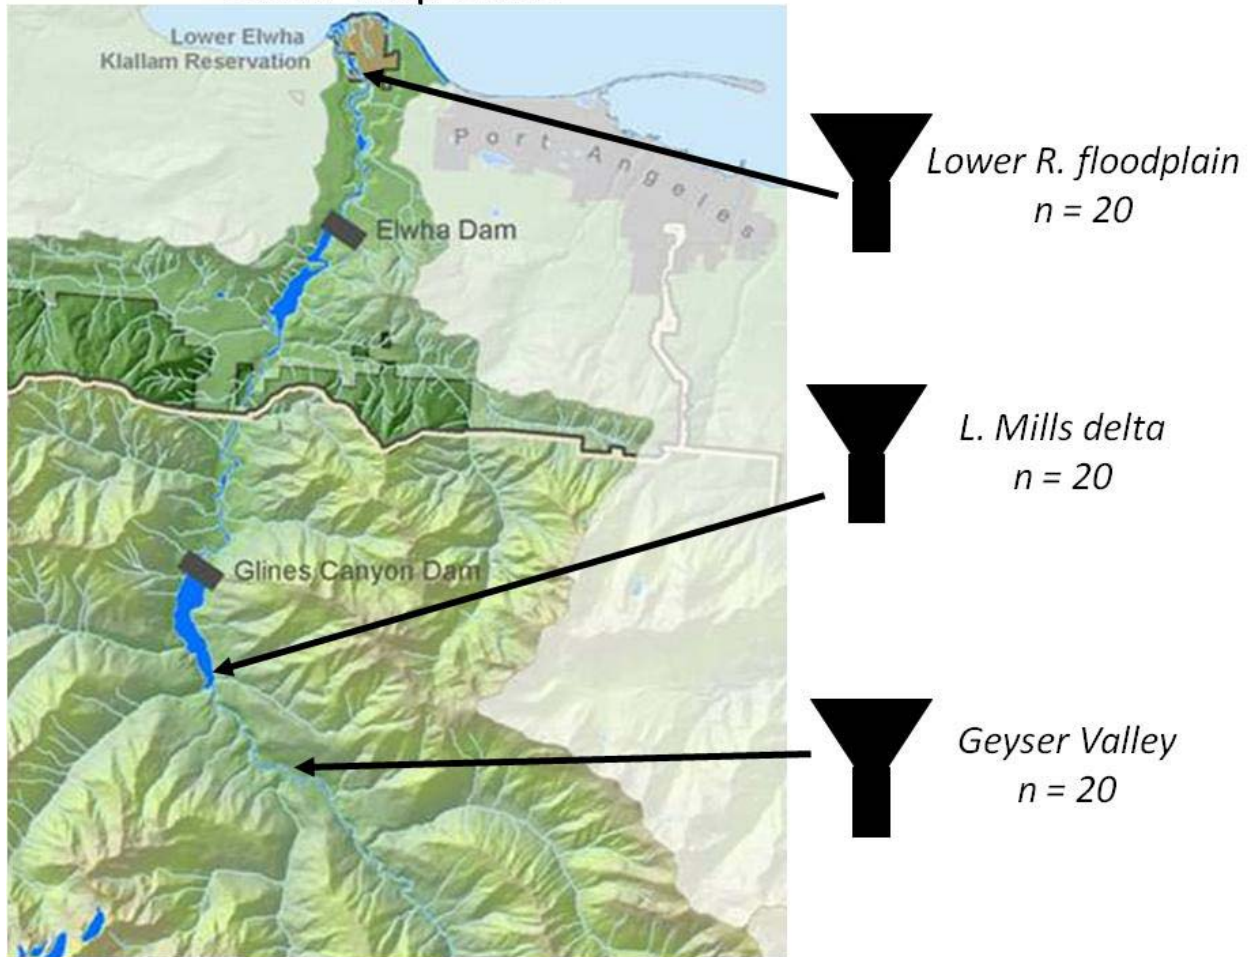 Lower Elwha
Klallam Reservation
Port Angeles
Elwha Dam
Glines Canyon Dam
Lower R. floodplain
n = 20
L. Mills delta
n = 20
Geyser Valley
n = 20